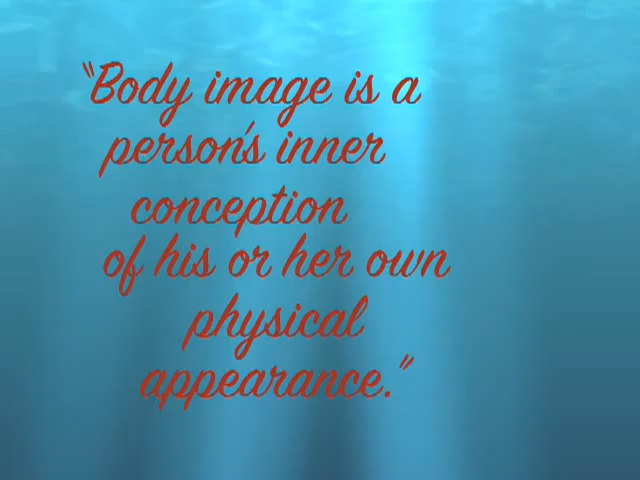 "Body image is a
person's inner
conception
of his or her own
physical
appearance."